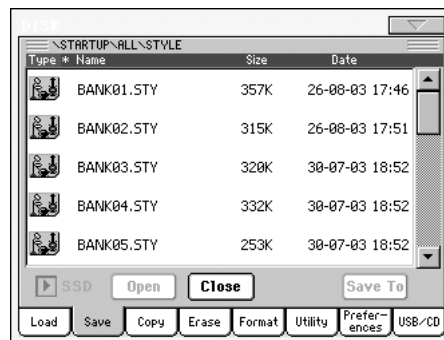 DISK
\STARTUP\ALL\STYLE
Type * Name Size Date
BANK01.STY 357K 26-08-03 17:46
BANK02.STY 315K 26-08-03 17:51
BANK03.STY 320K 30-07-03 18:52
BANK04.STY 332K 30-07-03 18:52
BANK05.STY 253K 30-07-03 18:52
SSD Open Close Save To
Load Save Copy Erase Format Utility Prefer-
ences USB/CD